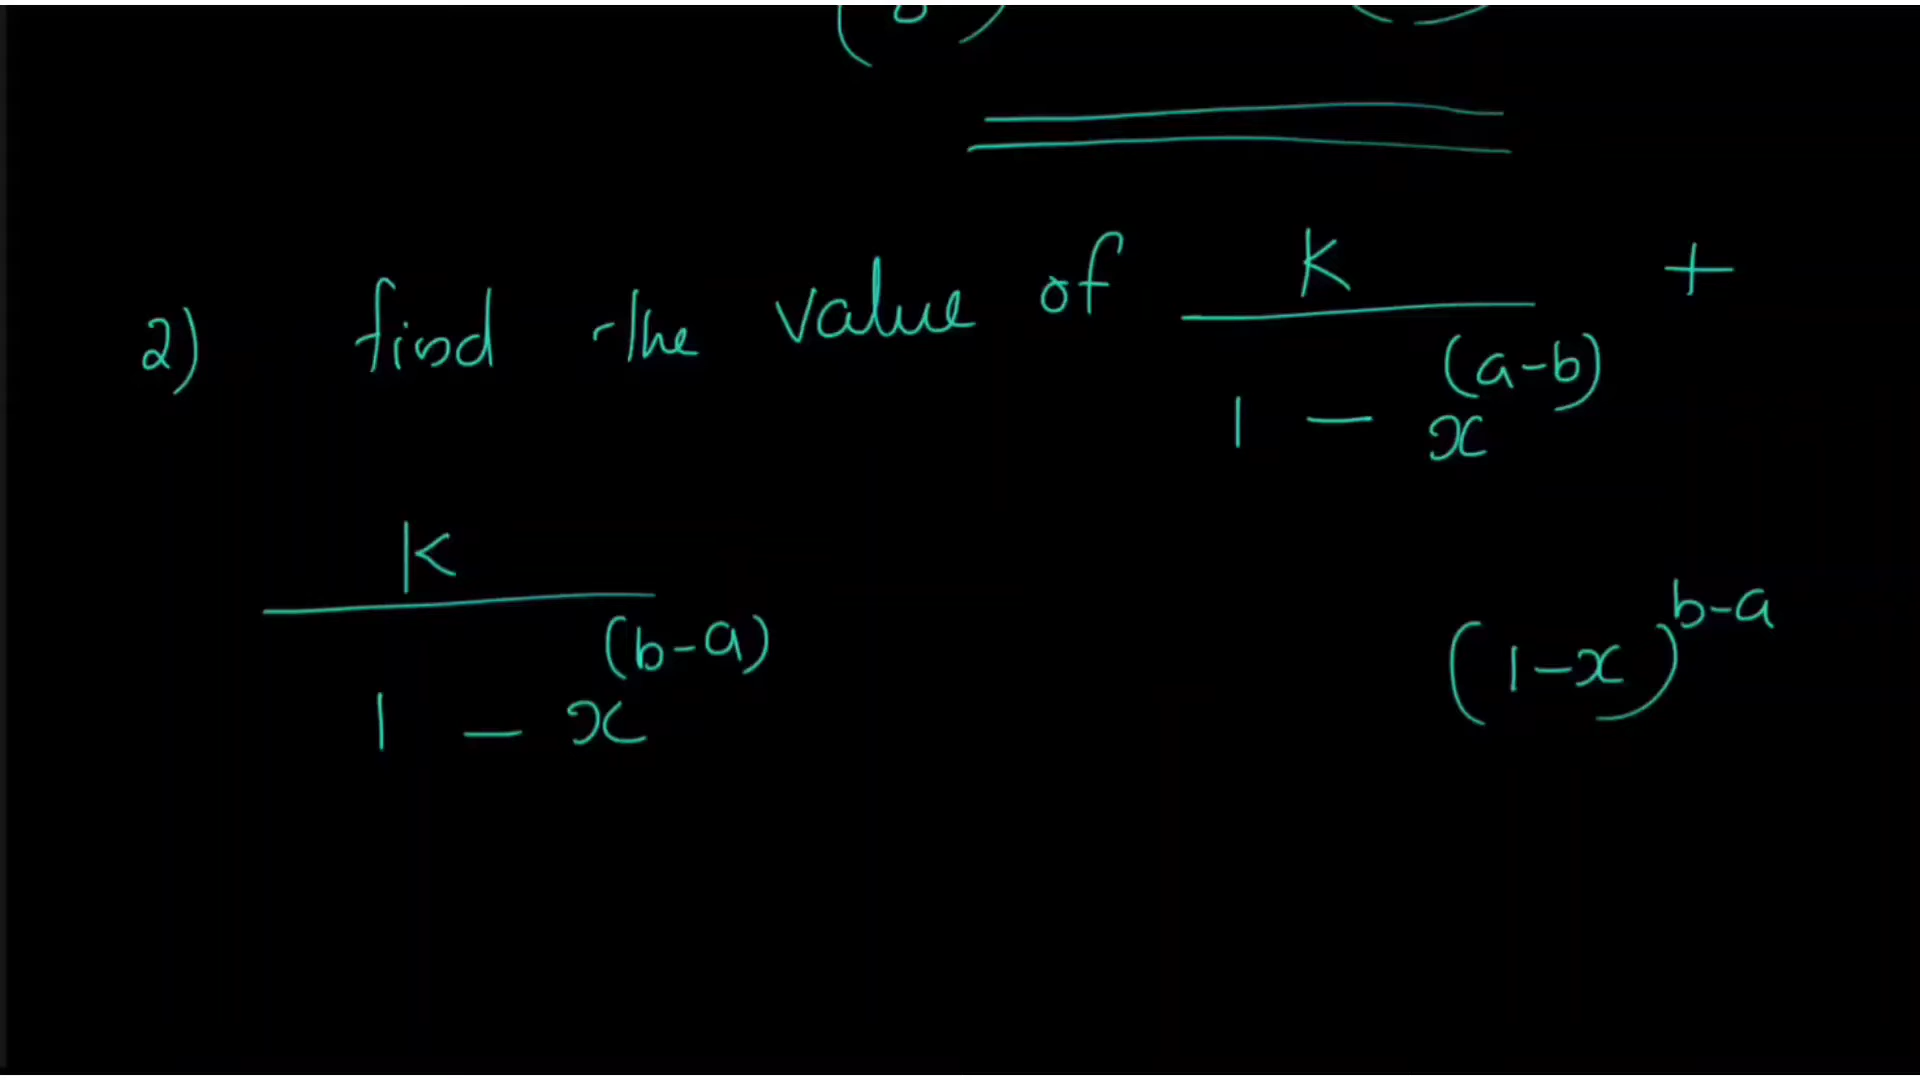 2) find the value of K / (1 - x^(a-b)) +
K / (1 - x^(b-a))
(1-x)^b-a